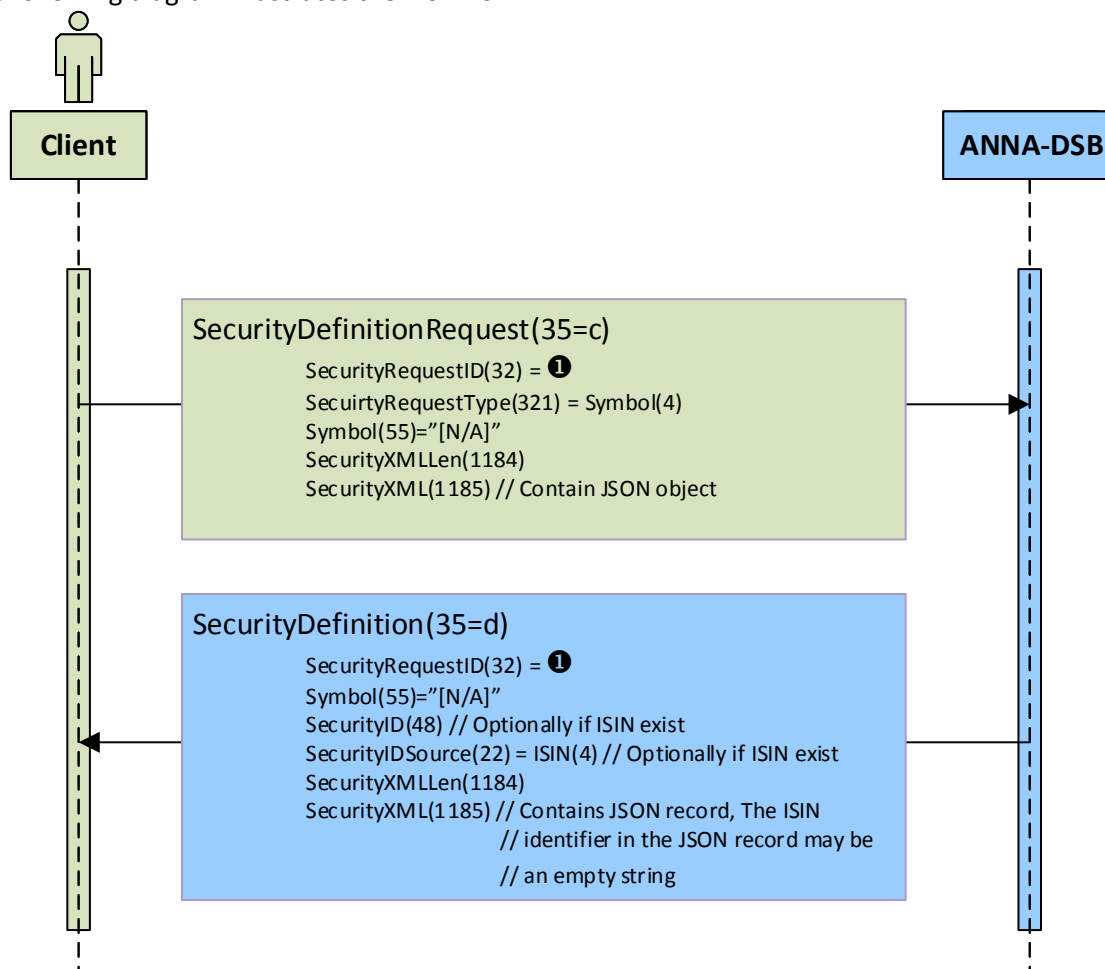 Client
ANNA-DSB
SecurityDefinitionRequest(35=c)
SecurityRequestID(32) = ❶
SecuirtyRequestType(321) = Symbol(4)
Symbol(55)=”[N/A]”
SecurityXMLLen(1184)
SecurityXML(1185) // Contain JSON object
SecurityDefinition(35=d)
SecurityRequestID(32) = ❶
Symbol(55)=”[N/A]”
SecurityID(48) // Optionally if ISIN exist
SecurityIDSource(22) = ISIN(4) // Optionally if ISIN exist
SecurityXMLLen(1184)
SecurityXML(1185) // Contains JSON record, The ISIN
// identifier in the JSON record may be
// an empty string